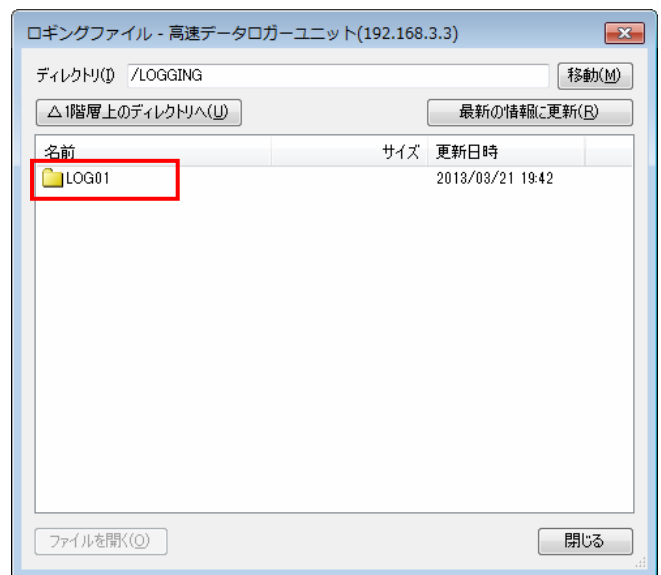 ロギングファイル - 高速データロガーユニット(192.168.3.3)
ディレクトリ(I) /LOGGING 移動(M)
△1階層上のディレクトリへ(U) 最新の情報に更新(R)
名前 サイズ 更新日時
LOG01 2013/03/21 19:42
ファイルを開く(O) 閉じる